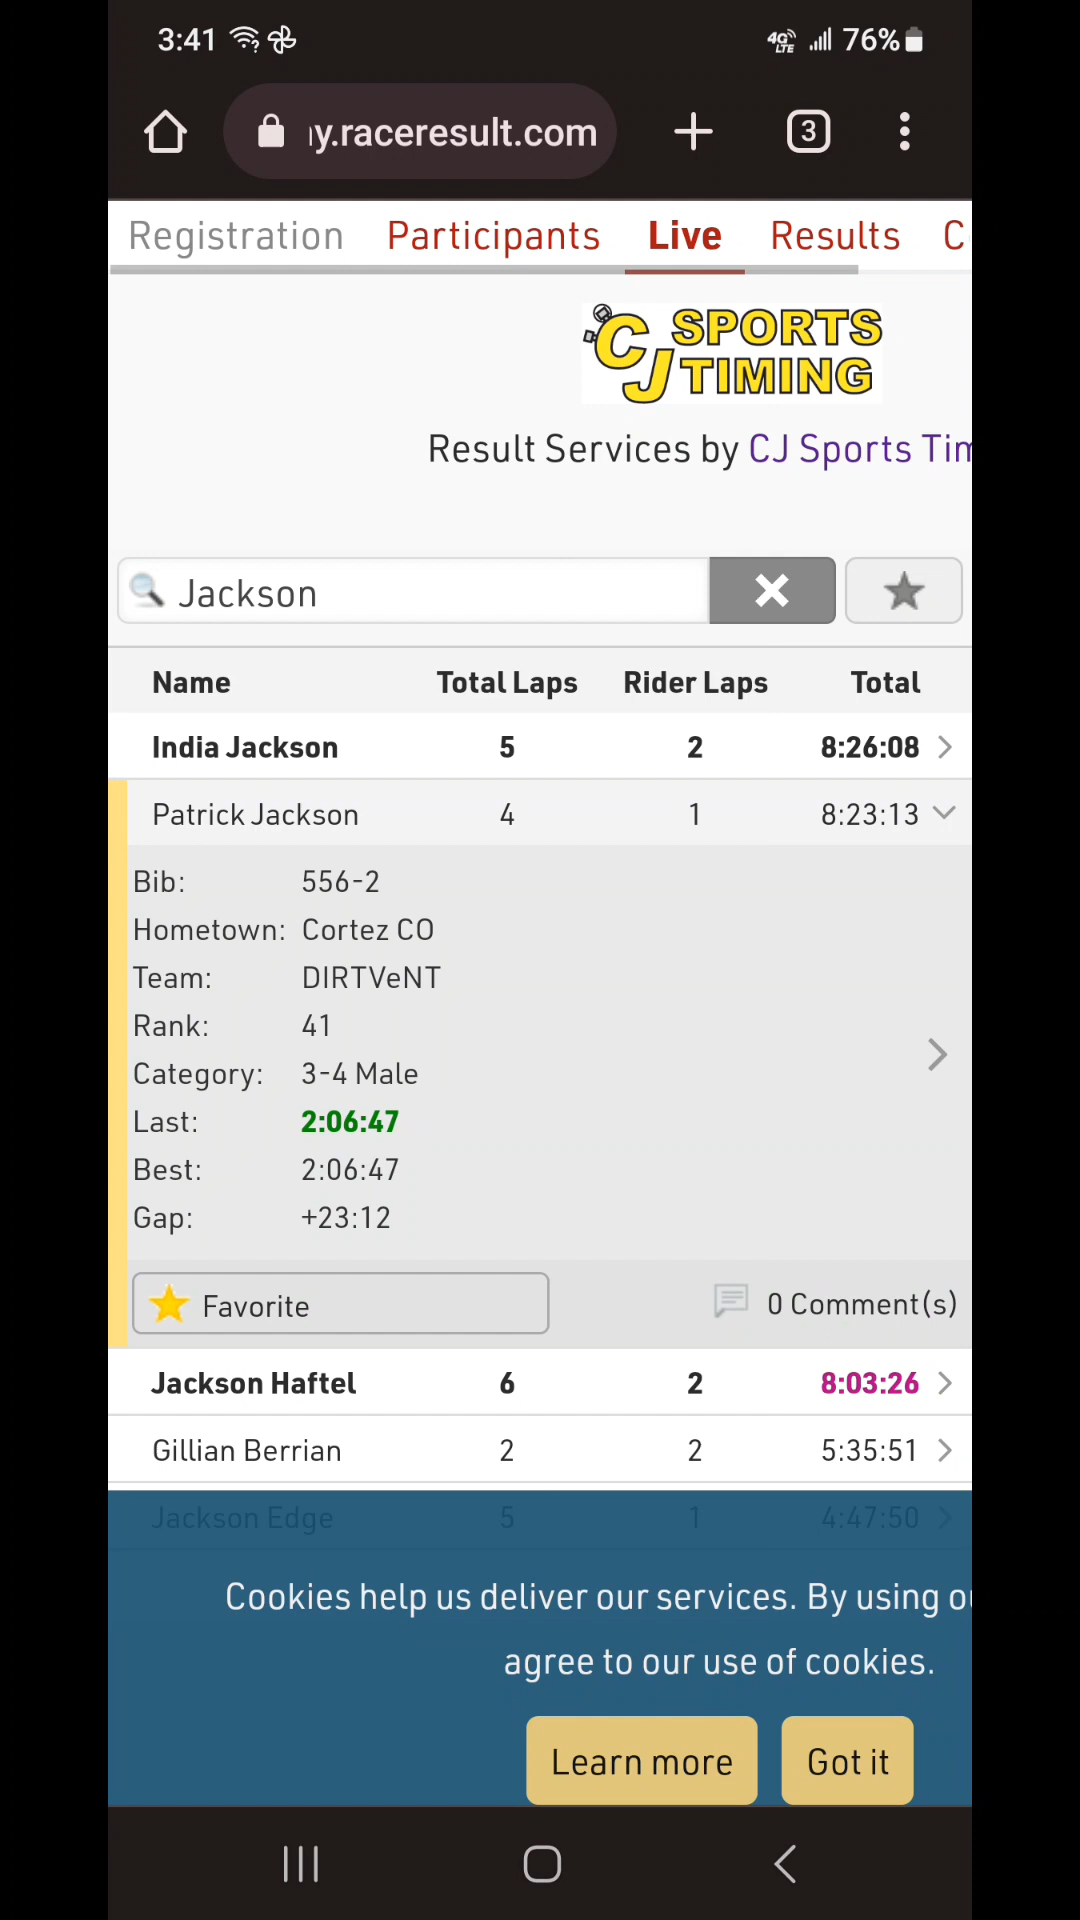 3:41 4G LTE 76%
y.raceresult.com 3
Registration Participants Live Results C
CJ SPORTS TIMING
Result Services by CJ Sports Tim
Jackson
Name Total Laps Rider Laps Total
India Jackson 5 2 8:26:08
Patrick Jackson 4 1 8:23:13
Bib: 556-2
Hometown: Cortez CO
Team: DIRTVeNT
Rank: 41
Category: 3-4 Male
Last: 2:06:47
Best: 2:06:47
Gap: +23:12
Favorite 0 Comment(s)
Jackson Haftel 6 2 8:03:26
Gillian Berrian 2 2 5:35:51
Jackson Edge 5 1 4:47:50
Cookies help us deliver our services. By using ou
agree to our use of cookies.
Learn more Got it